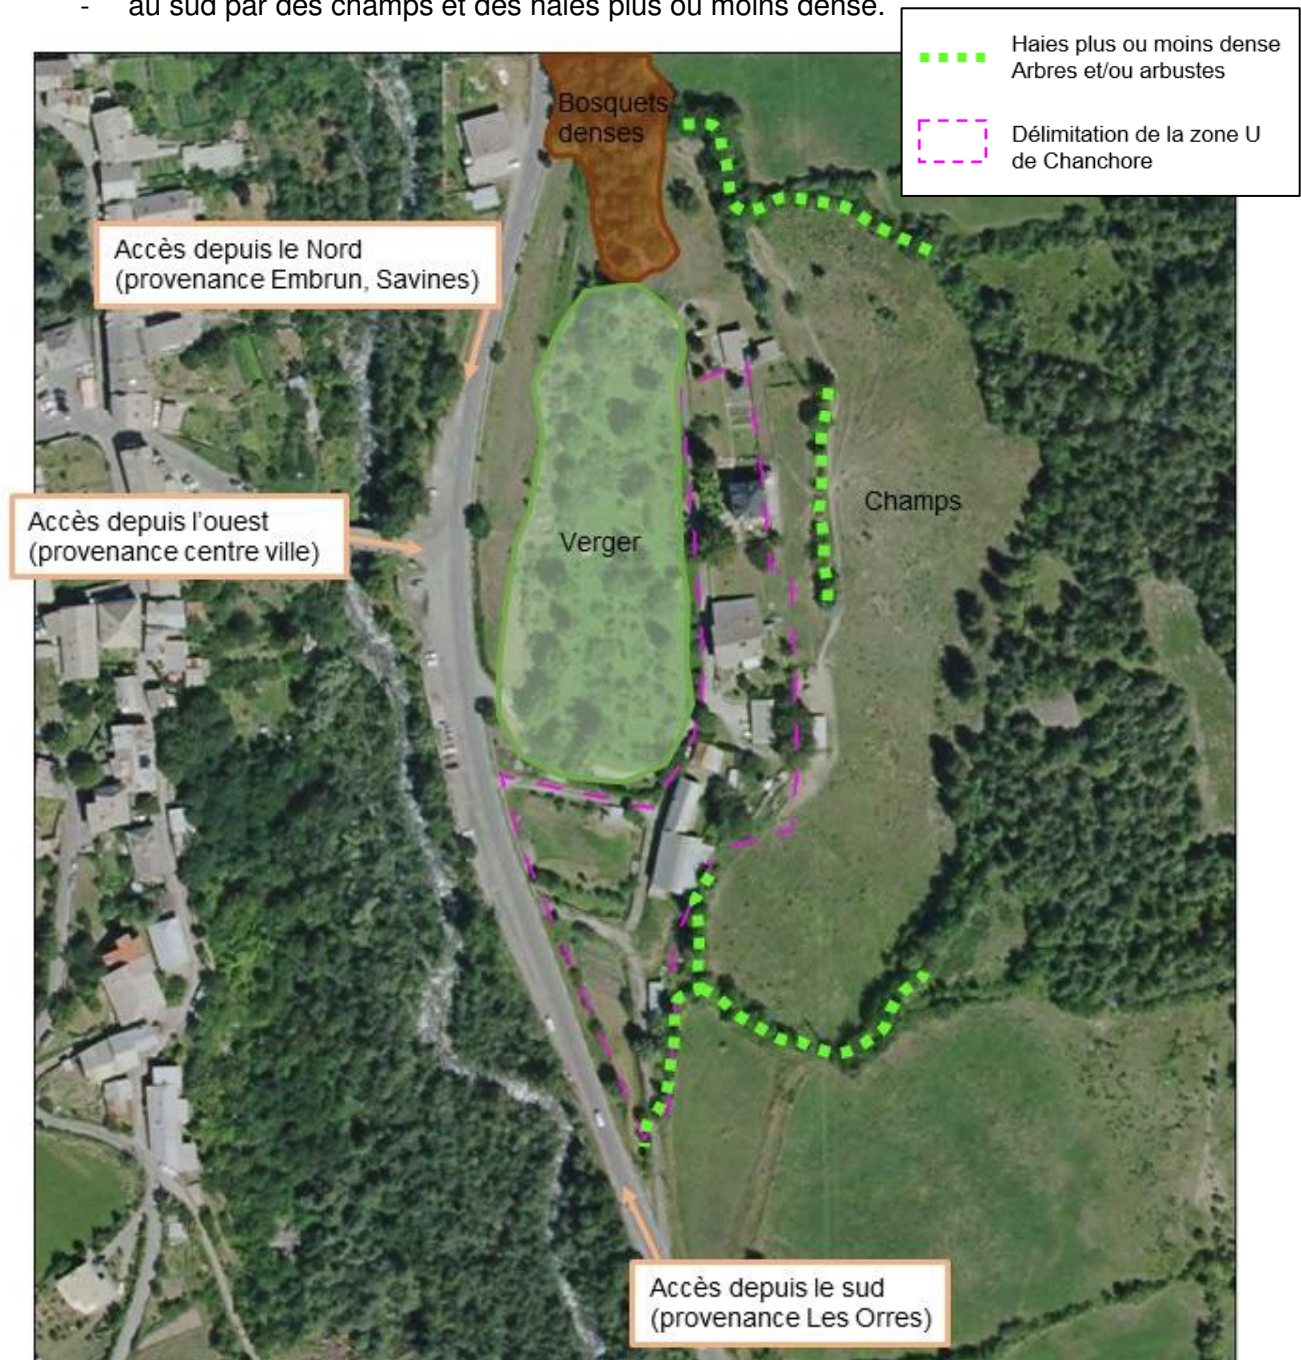 - au sud par des champs et des haies plus ou moins dense.
Haies plus ou moins dense
Arbres et/ou arbustes
Délimitation de la zone U
de Chanchore
Bosquets
denses
Accès depuis le Nord
(provenance Embrun, Savines)
Champs
Accès depuis l'ouest
(provenance centre ville)
Verger
Accès depuis le sud
(provenance Les Orres)